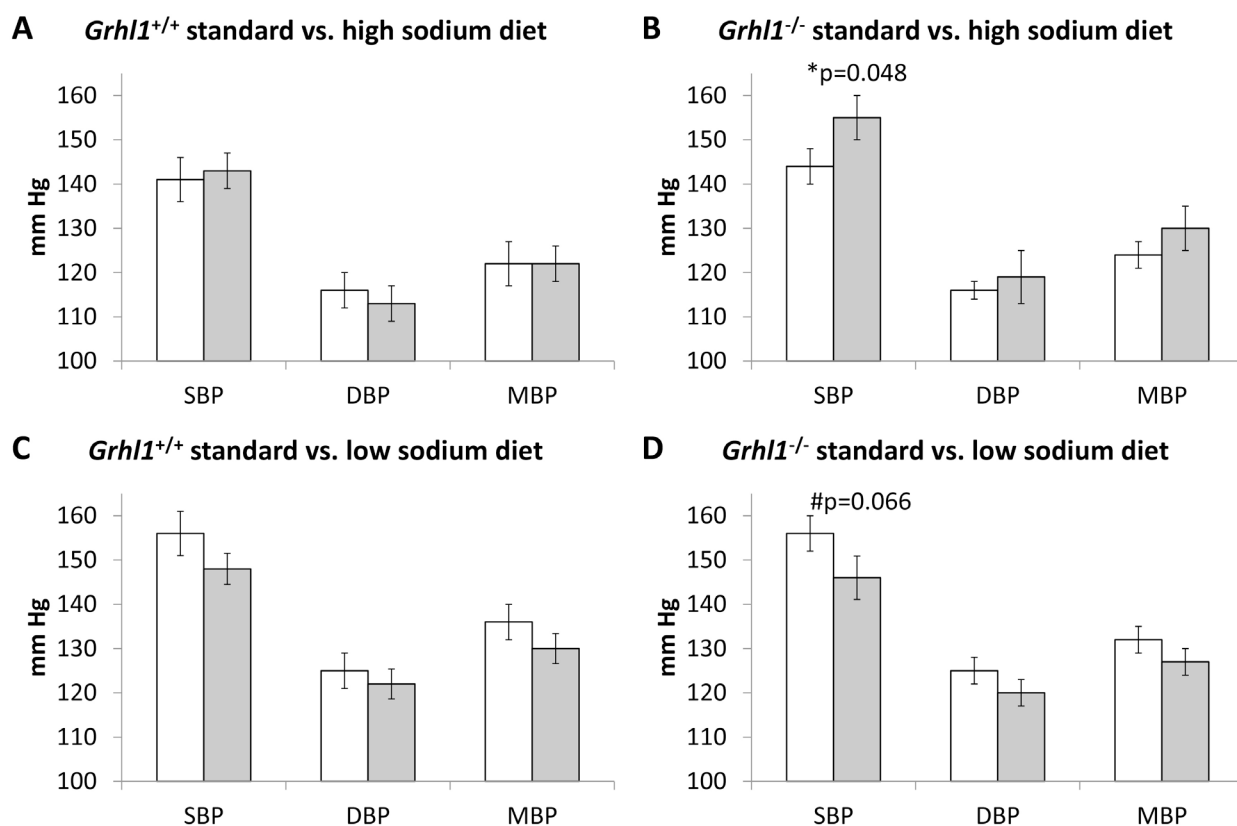 A Grhl1+/+ standard vs. high sodium diet
mm Hg
160
150
140
130
120
110
100
SBP DBP MBP
B Grhl1-/- standard vs. high sodium diet
*p=0.048
mm Hg
160
150
140
130
120
110
100
SBP DBP MBP
C Grhl1+/+ standard vs. low sodium diet
mm Hg
160
150
140
130
120
110
100
SBP DBP MBP
D Grhl1-/- standard vs. low sodium diet
#p=0.066
mm Hg
160
150
140
130
120
110
100
SBP DBP MBP